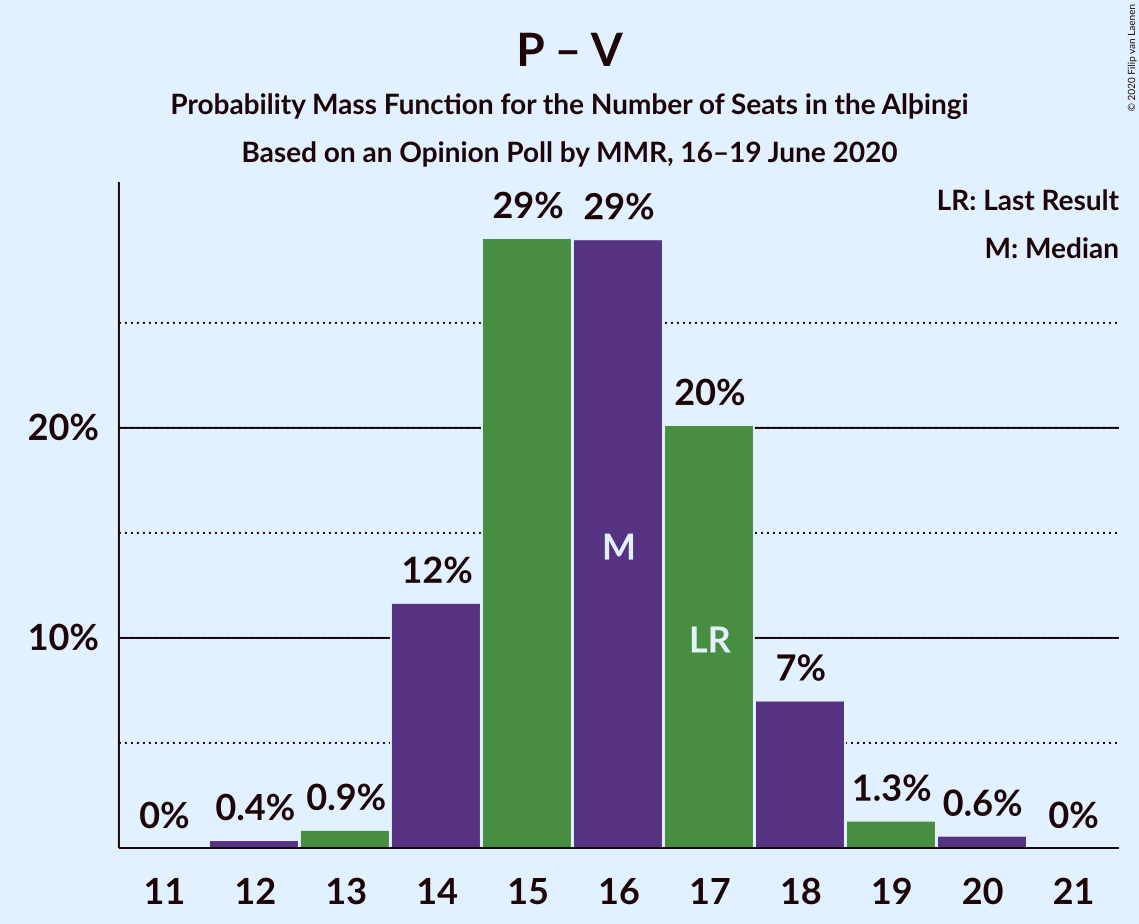 P – V
Probability Mass Function for the Number of Seats in the Alþingi
Based on an Opinion Poll by MMR, 16–19 June 2020
© 2020 Filip van Laenen
LR: Last Result
M: Median
29% 29%
20%
20%
M
12%
LR
10%
7%
0% 0.4% 0.9% 1.3% 0.6% 0%
11 12 13 14 15 16 17 18 19 20 21